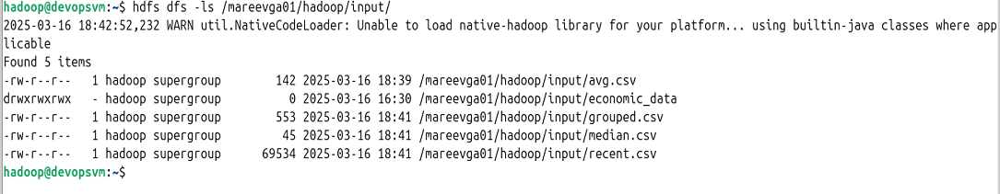 hadoop@devopsvm:~$ hdfs dfs -ls /mareevga01/hadoop/input/
2025-03-16 18:42:52,232 WARN util.NativeCodeLoader: Unable to load native-hadoop library for your platform... using builtin-java classes where app
licable
Found 5 items
-rw-r--r--   1 hadoop supergroup        142 2025-03-16 18:39 /mareevga01/hadoop/input/avg.csv
drwxrwxrwx   - hadoop supergroup          0 2025-03-16 16:30 /mareevga01/hadoop/input/economic_data
-rw-r--r--   1 hadoop supergroup        553 2025-03-16 18:41 /mareevga01/hadoop/input/grouped.csv
-rw-r--r--   1 hadoop supergroup         45 2025-03-16 18:41 /mareevga01/hadoop/input/median.csv
-rw-r--r--   1 hadoop supergroup      69534 2025-03-16 18:41 /mareevga01/hadoop/input/recent.csv
hadoop@devopsvm:~$